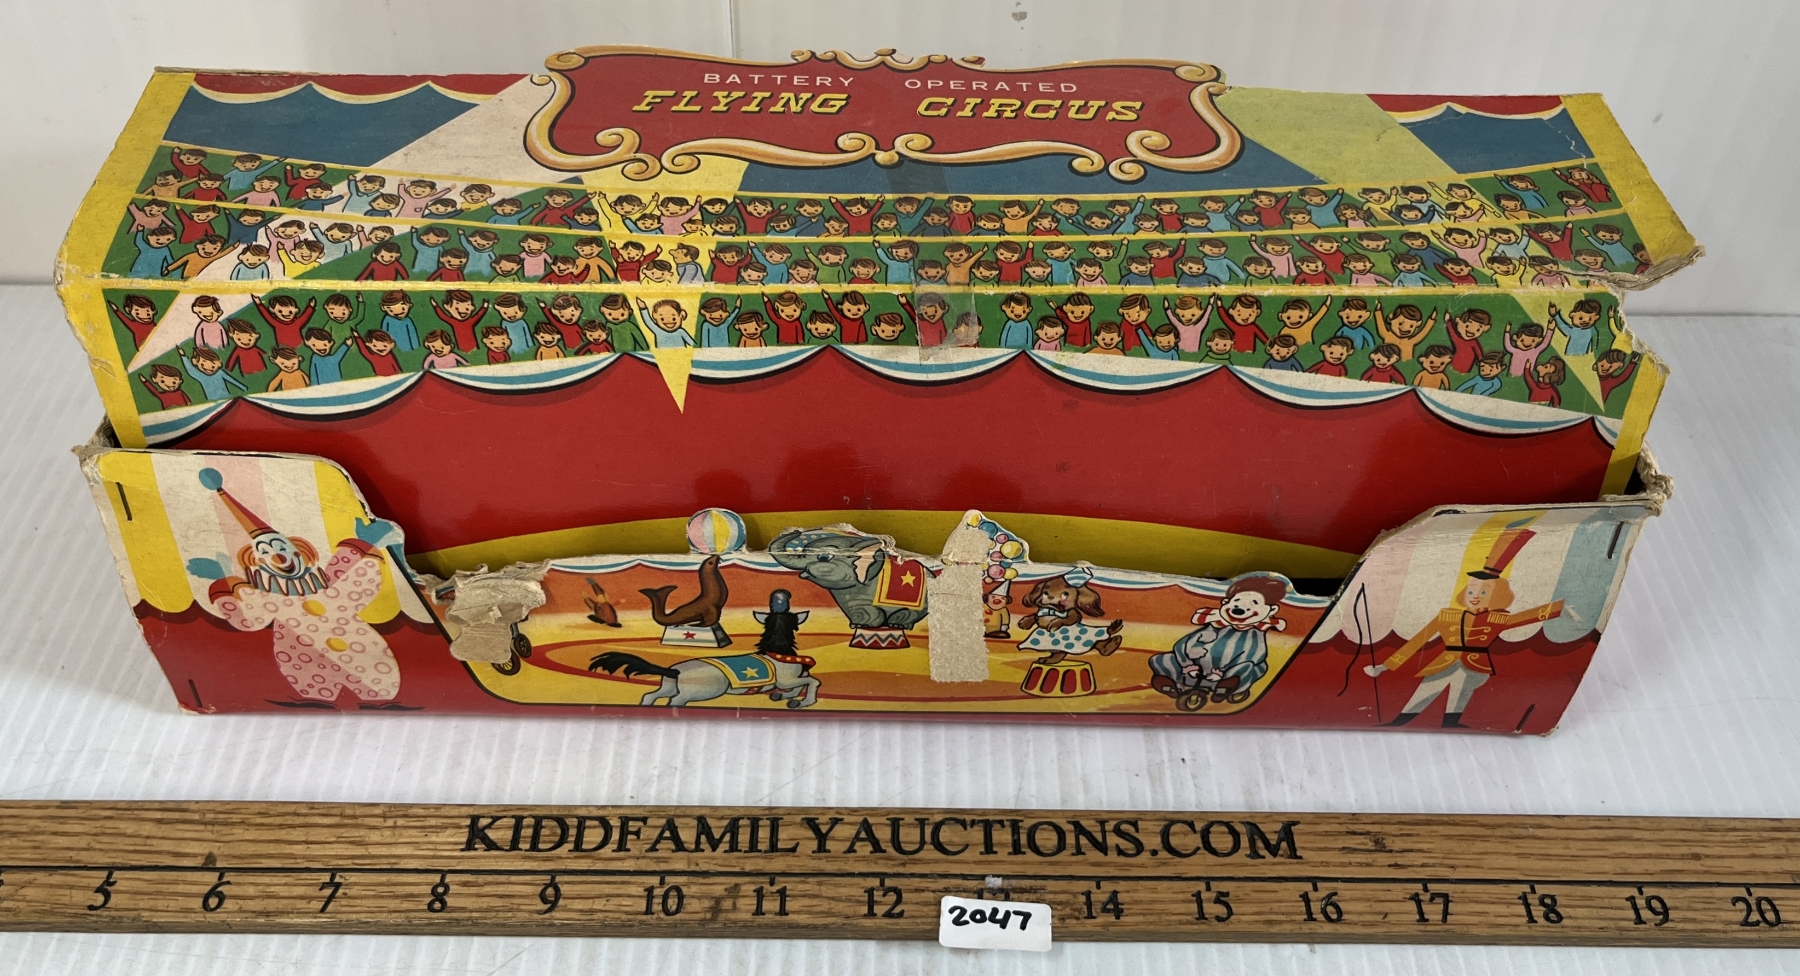 BATTERY OPERATED
FLYING CIRCUS
KIDDFAMILYAUCTIONS.COM
5 6 7 8 9 10 11 12 14 15 16 17 18 19 20
2047